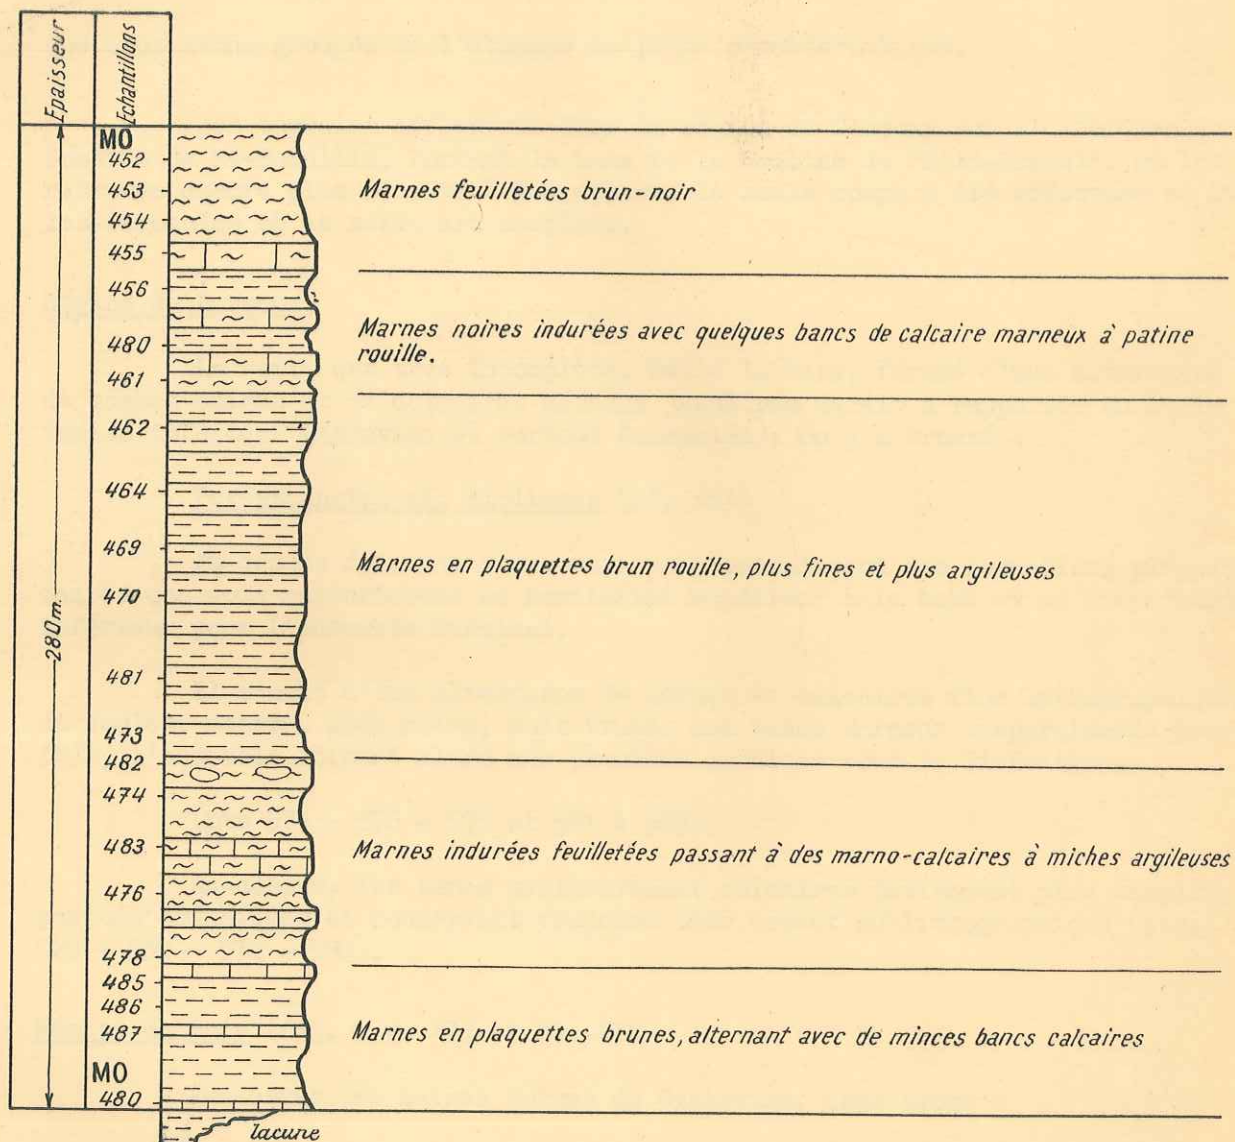 Epaisseur
Echantillons
MO
452
453
Marnes feuilletées brun-noir
454
455
456
Marnes noires indurées avec quelques bancs de calcaire marneux à patine
rouille.
480
461
462
464
469
Marnes en plaquettes brun rouille, plus fines et plus argileuses
470
280m.
481
473
482
474
483
Marnes indurées feuilletées passant à des marno-calcaires à miches argileuses
476
478
485
486
487
Marnes en plaquettes brunes, alternant avec de minces bancs calcaires
MO
480
lacune